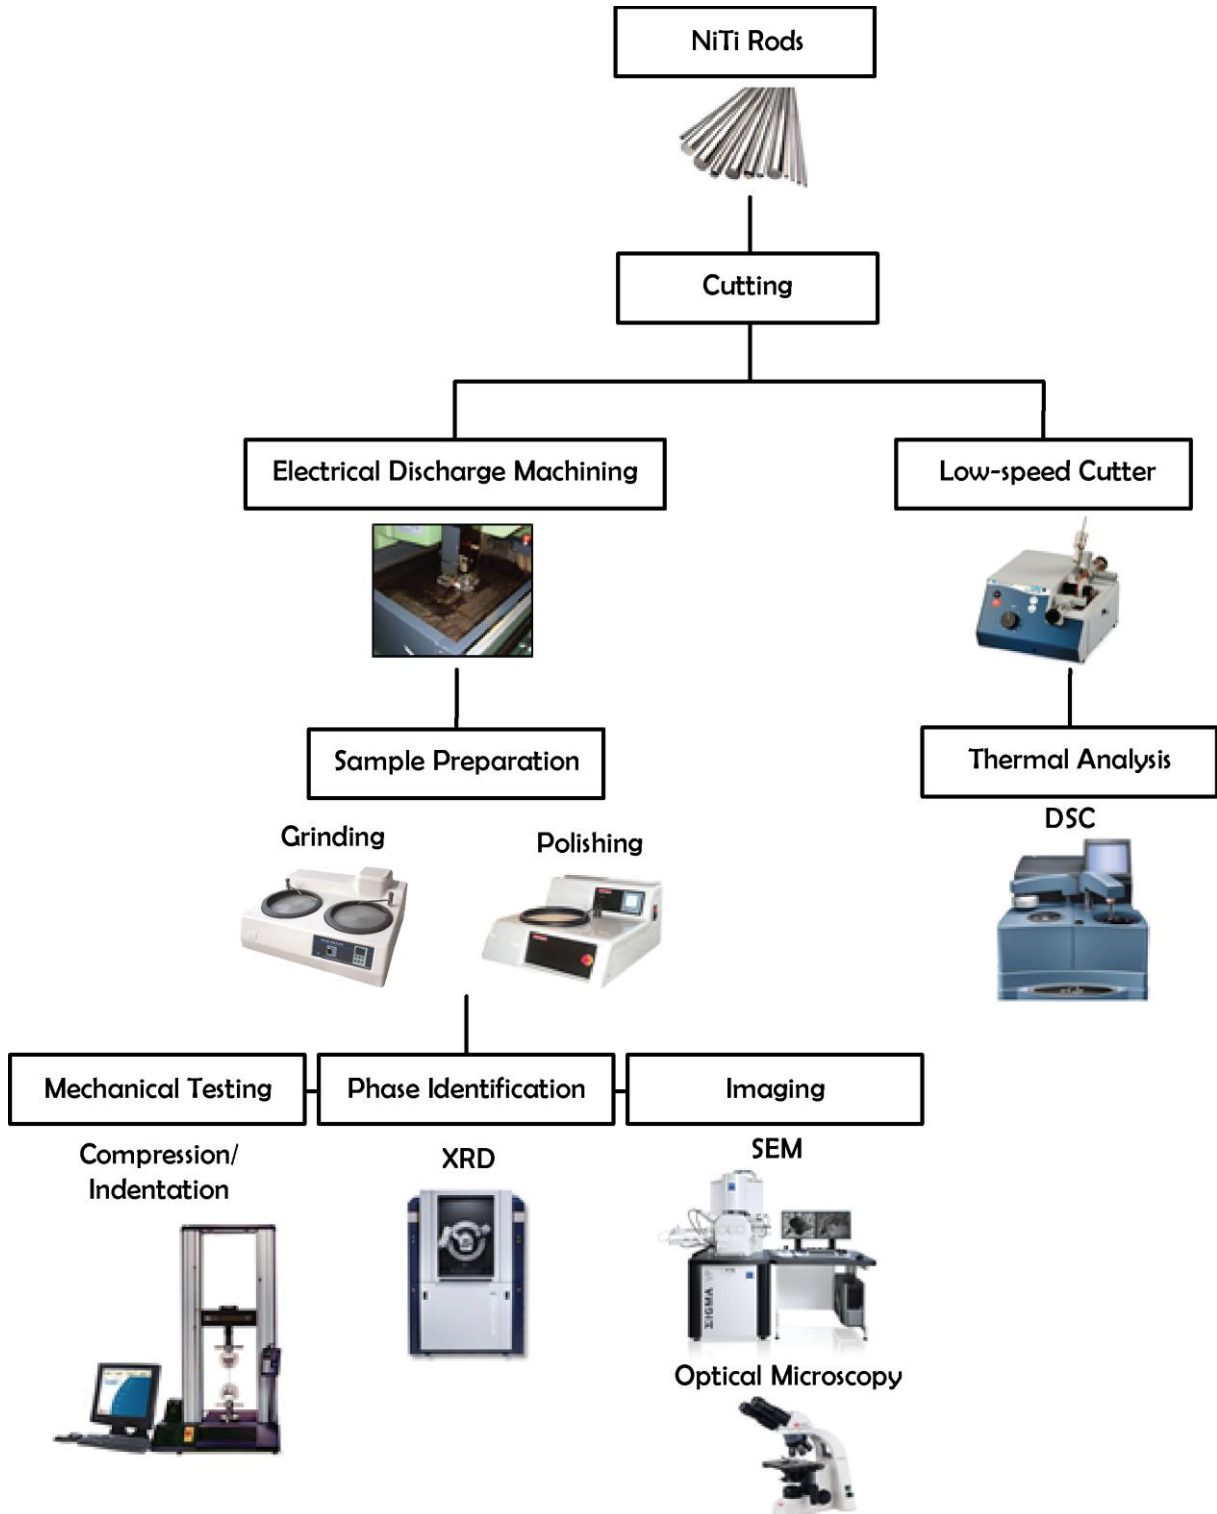 NiTi Rods
Cutting
Electrical Discharge Machining
Low-speed Cutter
Sample Preparation
Thermal Analysis
Grinding
Polishing
DSC
Mechanical Testing
Phase Identification
Imaging
Compression/
Indentation
XRD
SEM
ΣIGMA
Optical Microscopy